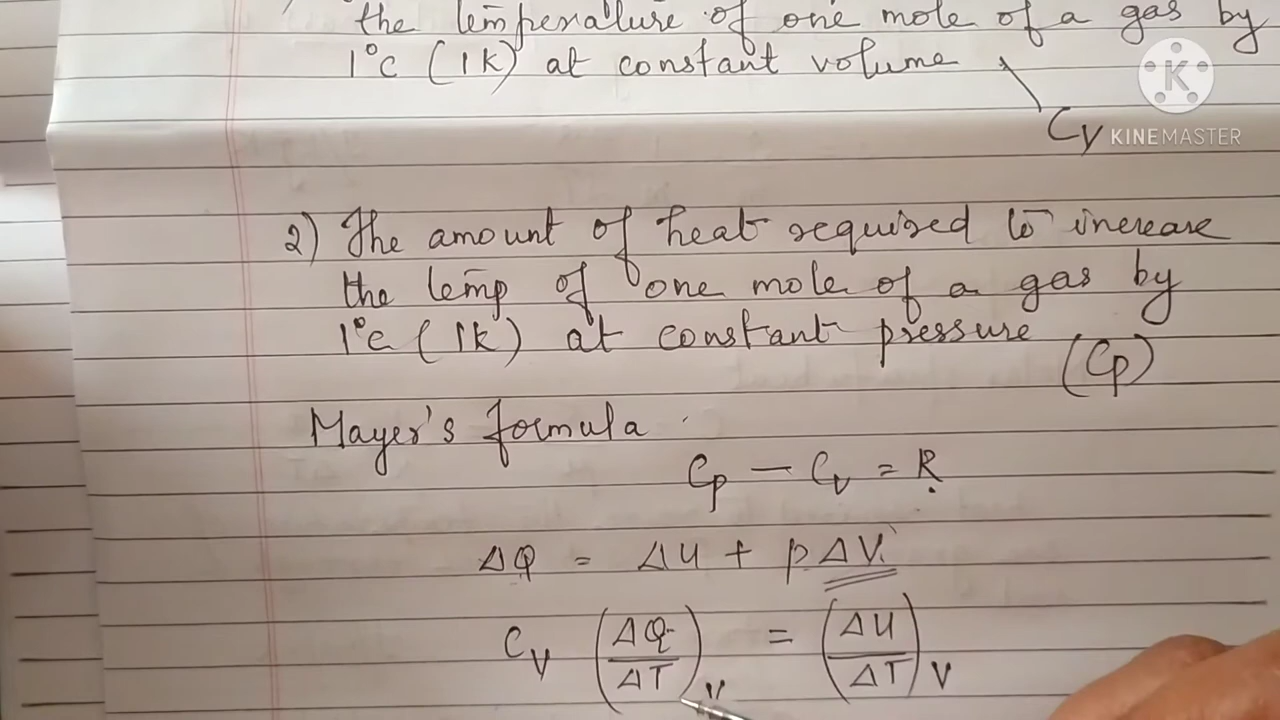 the temperature of one mole of a gas by
1°c (1K) at constant volume
Cv
KINEMASTER
2) The amount of heat required to increase
the temp of one mole of a gas by
1°c (1K) at constant pressure
(Cp)
Mayer's formula
Cp - Cv = R
ΔQ = ΔU + pΔV
Cv (ΔQ/ΔT)v = (ΔU/ΔT)v